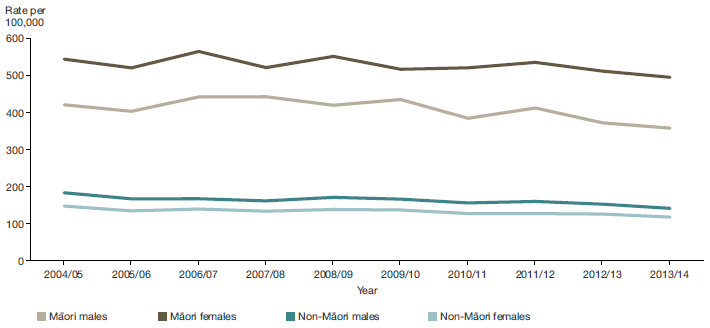 Rate per
100,000
600
500
400
300
200
100
0
2004/05 2005/06 2006/07 2007/08 2008/09 2009/10 2010/11 2011/12 2012/13 2013/14
Year
Māori males Māori females Non-Māori males Non-Māori females